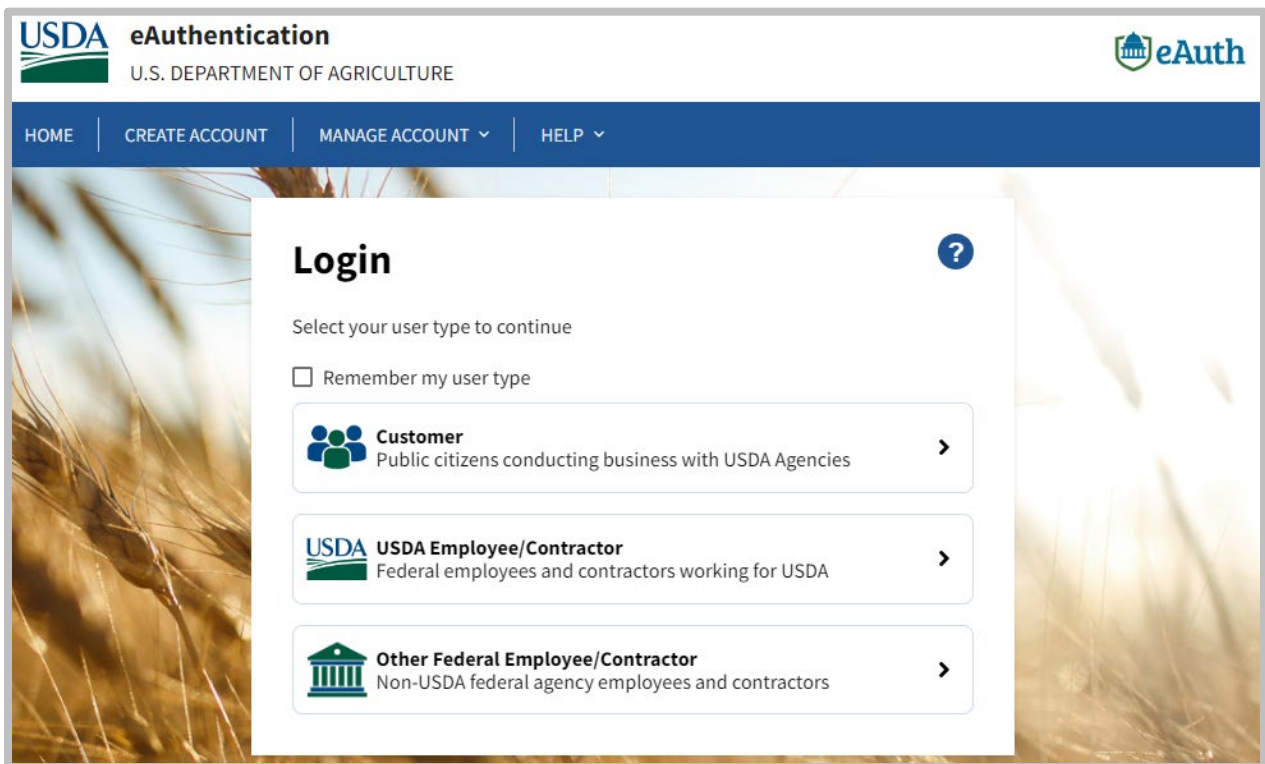 USDA
eAuthentication
U.S. DEPARTMENT OF AGRICULTURE
eAuth
HOME
CREATE ACCOUNT
MANAGE ACCOUNT
HELP
Login
?
Select your user type to continue
Remember my user type
Customer
Public citizens conducting business with USDA Agencies
USDA
USDA Employee/Contractor
Federal employees and contractors working for USDA
Other Federal Employee/Contractor
Non-USDA federal agency employees and contractors